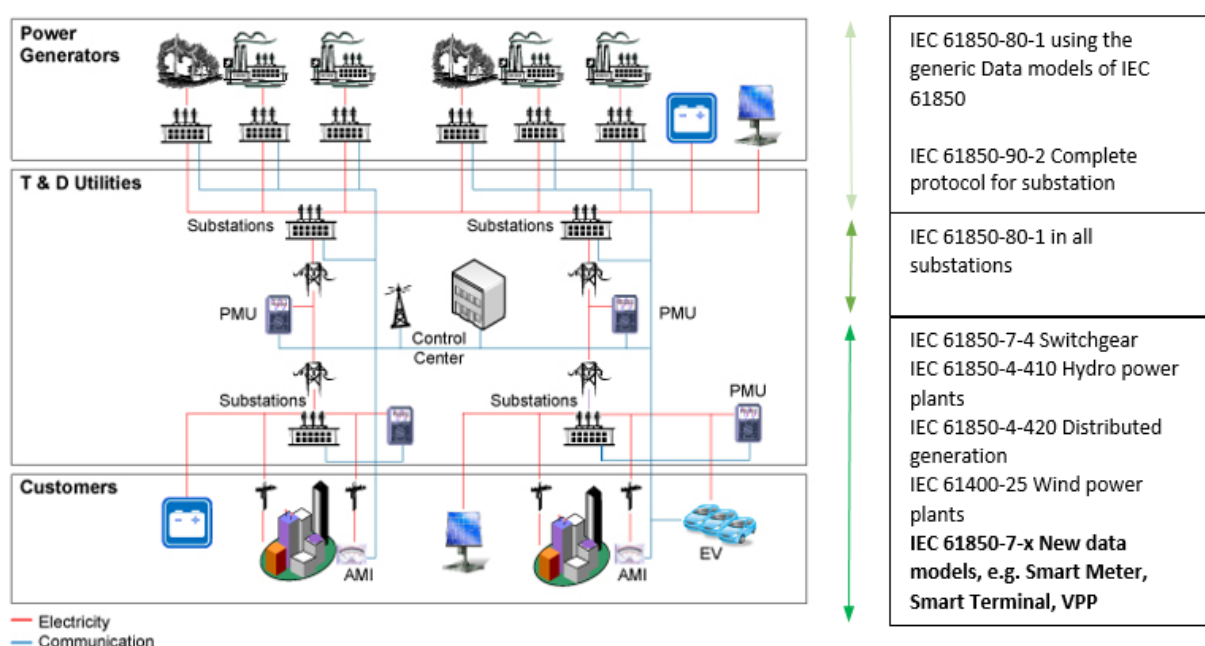 Power
Generators
T & D Utilities
Substations
Substations
PMU
Control
Center
PMU
Substations
Substations
PMU
Customers
AMI
AMI
EV
Electricity
Communication
IEC 61850-80-1 using the
generic Data models of IEC
61850
IEC 61850-90-2 Complete
protocol for substation
IEC 61850-80-1 in all
substations
IEC 61850-7-4 Switchgear
IEC 61850-4-410 Hydro power
plants
IEC 61850-4-420 Distributed
generation
IEC 61400-25 Wind power
plants
IEC 61850-7-x New data
models, e.g. Smart Meter,
Smart Terminal, VPP